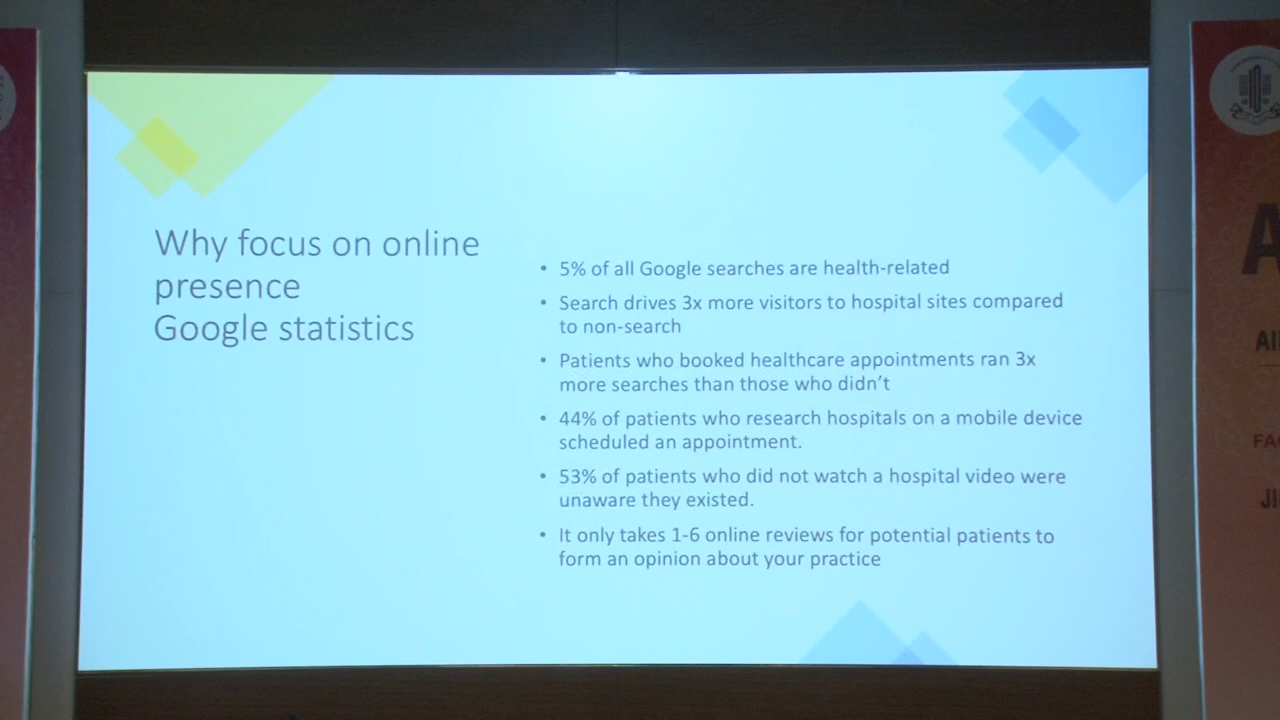 Why focus on online
presence
Google statistics
• 5% of all Google searches are health-related
• Search drives 3x more visitors to hospital sites compared
to non-search
• Patients who booked healthcare appointments ran 3x
more searches than those who didn't
• 44% of patients who research hospitals on a mobile device
scheduled an appointment.
• 53% of patients who did not watch a hospital video were
unaware they existed.
• It only takes 1-6 online reviews for potential patients to
form an opinion about your practice
A
FA